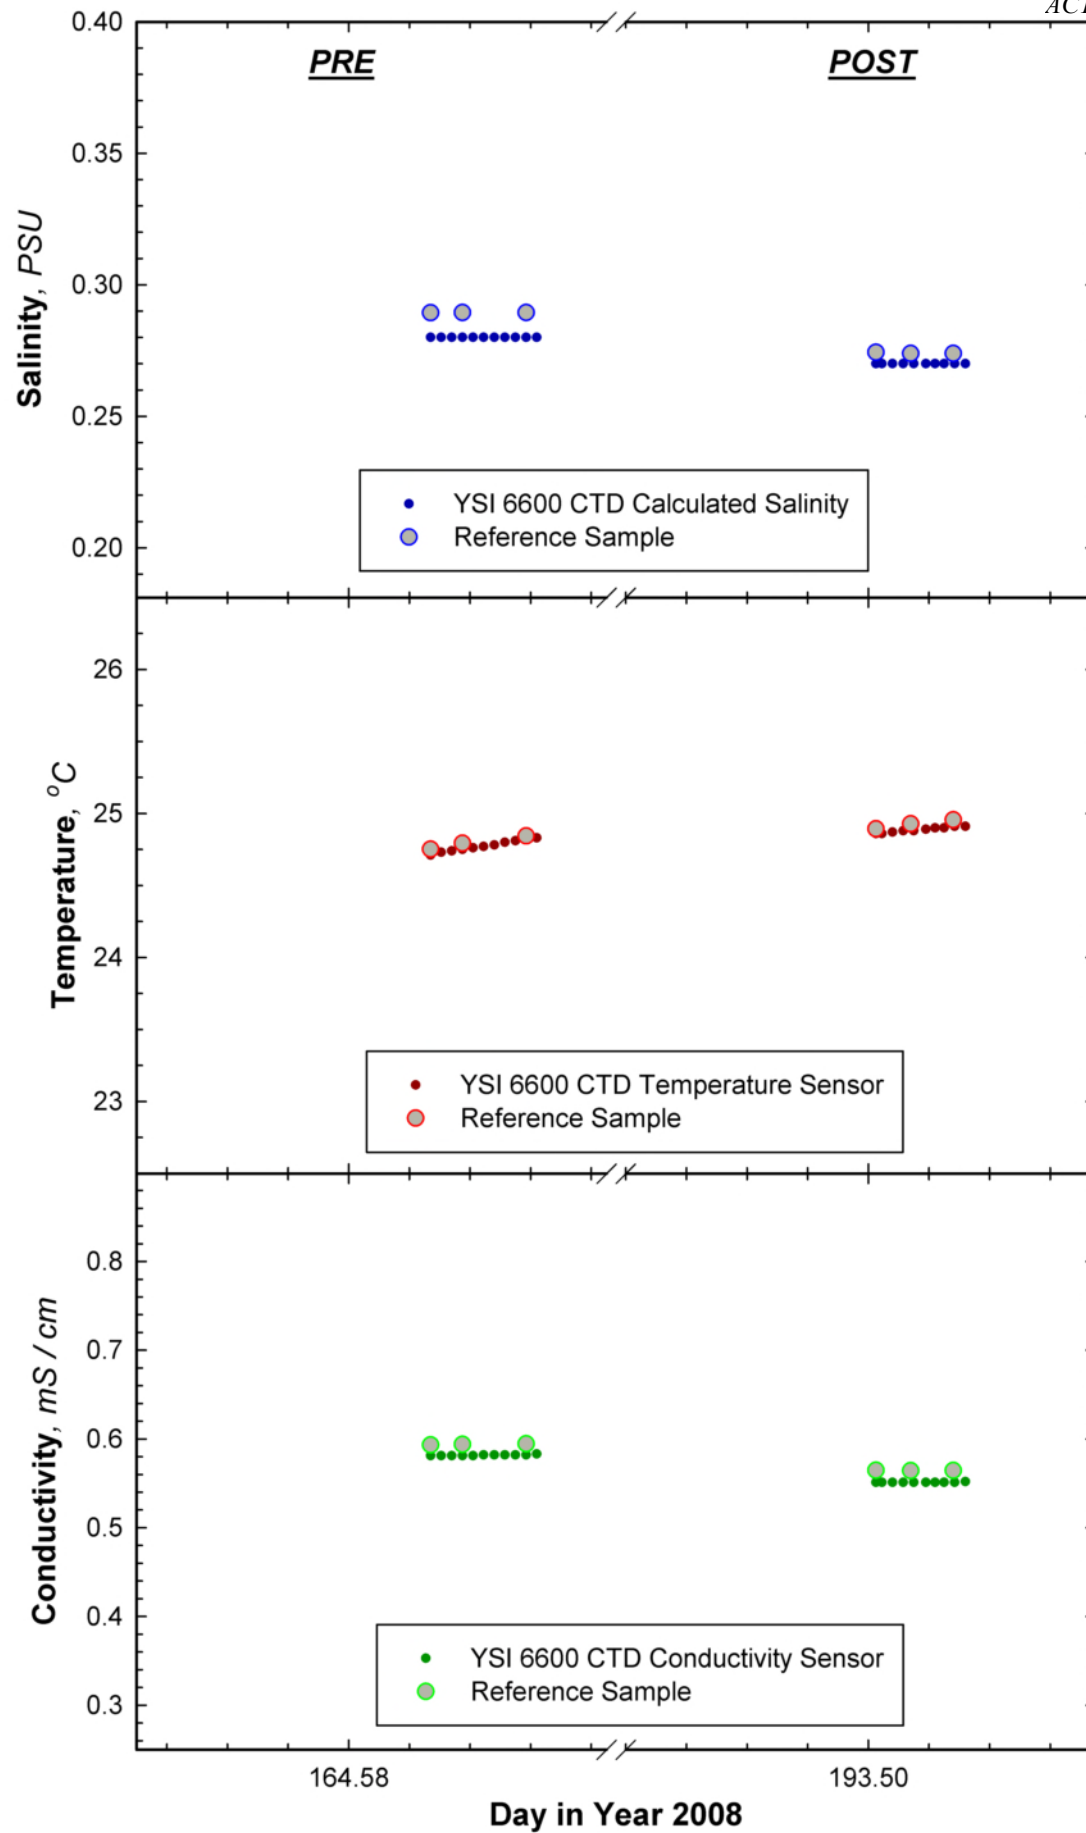 ACT
PRE
POST
0.40
0.35
0.30
0.25
0.20
Salinity, PSU
YSI 6600 CTD Calculated Salinity
Reference Sample
26
25
24
23
Temperature, °C
YSI 6600 CTD Temperature Sensor
Reference Sample
0.8
0.7
0.6
0.5
0.4
0.3
Conductivity, mS / cm
YSI 6600 CTD Conductivity Sensor
Reference Sample
164.58
193.50
Day in Year 2008